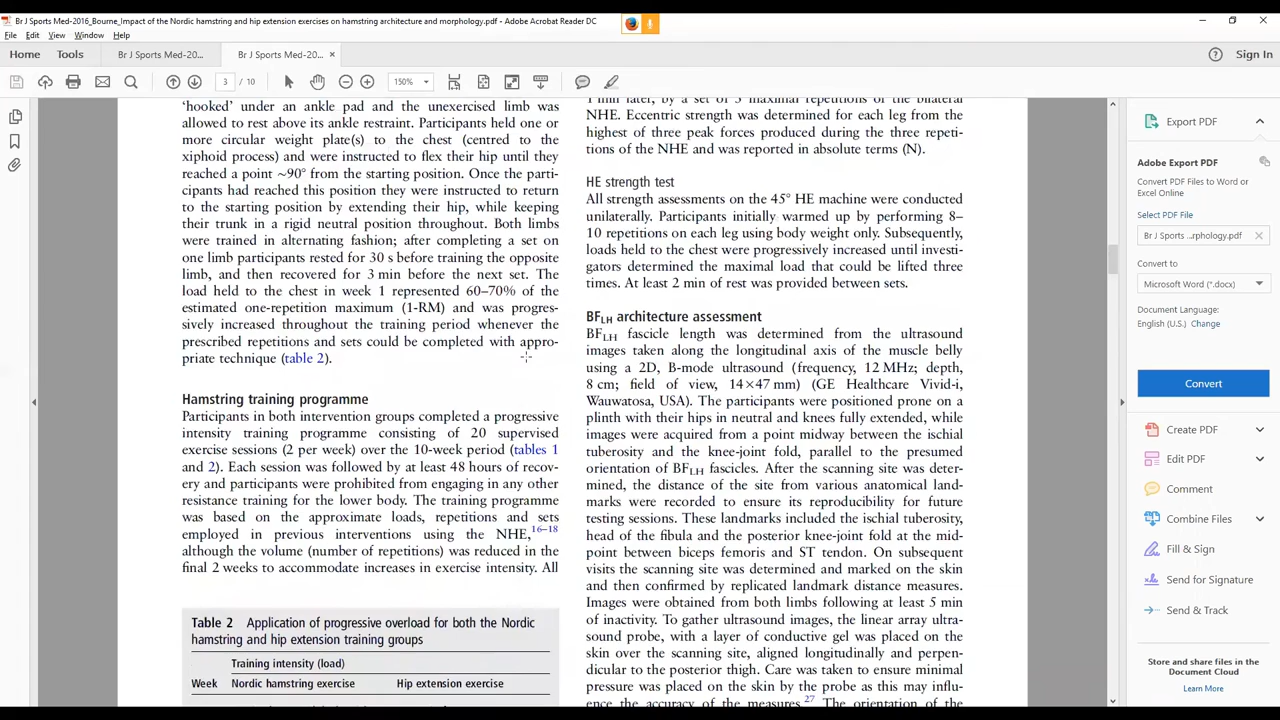 Br J Sports Med-2016_Bourne_Impact of the Nordic hamstring and hip extension exercises on hamstring architecture and morphology.pdf - Adobe Acrobat Reader DC
File Edit View Window Help
Home Tools Br J Sports Med-20... Br J Sports Med-20... × Sign In
3 / 10 150%
'hooked' under an ankle pad and the unexercised limb was
allowed to rest above its ankle restraint. Participants held one or
more circular weight plate(s) to the chest (centred to the
xiphoid process) and were instructed to flex their hip until they
reached a point ~90° from the starting position. Once the parti-
cipants had reached this position they were instructed to return
to the starting position by extending their hip, while keeping
their trunk in a rigid neutral position throughout. Both limbs
were trained in alternating fashion; after completing a set on
one limb participants rested for 30 s before training the opposite
limb, and then recovered for 3 min before the next set. The
load held to the chest in week 1 represented 60–70% of the
estimated one-repetition maximum (1-RM) and was progres-
sively increased throughout the training period whenever the
prescribed repetitions and sets could be completed with appro-
priate technique (table 2).
Hamstring training programme
Participants in both intervention groups completed a progressive
intensity training programme consisting of 20 supervised
exercise sessions (2 per week) over the 10-week period (tables 1
and 2). Each session was followed by at least 48 hours of recov-
ery and participants were prohibited from engaging in any other
resistance training for the lower body. The training programme
was based on the approximate loads, repetitions and sets
employed in previous interventions using the NHE,16–18
although the volume (number of repetitions) was reduced in the
final 2 weeks to accommodate increases in exercise intensity. All
Table 2 Application of progressive overload for both the Nordic
hamstring and hip extension training groups
Training intensity (load)
Week Nordic hamstring exercise Hip extension exercise
1 min later, by a set of 3 maximal repetitions of the bilateral
NHE. Eccentric strength was determined for each leg from the
highest of three peak forces produced during the three repeti-
tions of the NHE and was reported in absolute terms (N).
HE strength test
All strength assessments on the 45° HE machine were conducted
unilaterally. Participants initially warmed up by performing 8–
10 repetitions on each leg using body weight only. Subsequently,
loads held to the chest were progressively increased until investi-
gators determined the maximal load that could be lifted three
times. At least 2 min of rest was provided between sets.
BFLH architecture assessment
BFLH fascicle length was determined from the ultrasound
images taken along the longitudinal axis of the muscle belly
using a 2D, B-mode ultrasound (frequency, 12 MHz; depth,
8 cm; field of view, 14×47 mm) (GE Healthcare Vivid-i,
Wauwatosa, USA). The participants were positioned prone on a
plinth with their hips in neutral and knees fully extended, while
images were acquired from a point midway between the ischial
tuberosity and the knee-joint fold, parallel to the presumed
orientation of BFLH fascicles. After the scanning site was deter-
mined, the distance of the site from various anatomical land-
marks were recorded to ensure its reproducibility for future
testing sessions. These landmarks included the ischial tuberosity,
head of the fibula and the posterior knee-joint fold at the mid-
point between biceps femoris and ST tendon. On subsequent
visits the scanning site was determined and marked on the skin
and then confirmed by replicated landmark distance measures.
Images were obtained from both limbs following at least 5 min
of inactivity. To gather ultrasound images, the linear array ultra-
sound probe, with a layer of conductive gel was placed on the
skin over the scanning site, aligned longitudinally and perpen-
dicular to the posterior thigh. Care was taken to ensure minimal
pressure was placed on the skin by the probe as this may influ-
ence the accuracy of the measures.27 The orientation of the
Export PDF
Adobe Export PDF
Convert PDF Files to Word or
Excel Online
Select PDF File
Br J Sports ...rphology.pdf ×
Convert to
Microsoft Word (*.docx)
Document Language:
English (U.S.) Change
Convert
Create PDF
Edit PDF
Comment
Combine Files
Fill & Sign
Send for Signature
Send & Track
Store and share files in the
Document Cloud
Learn More